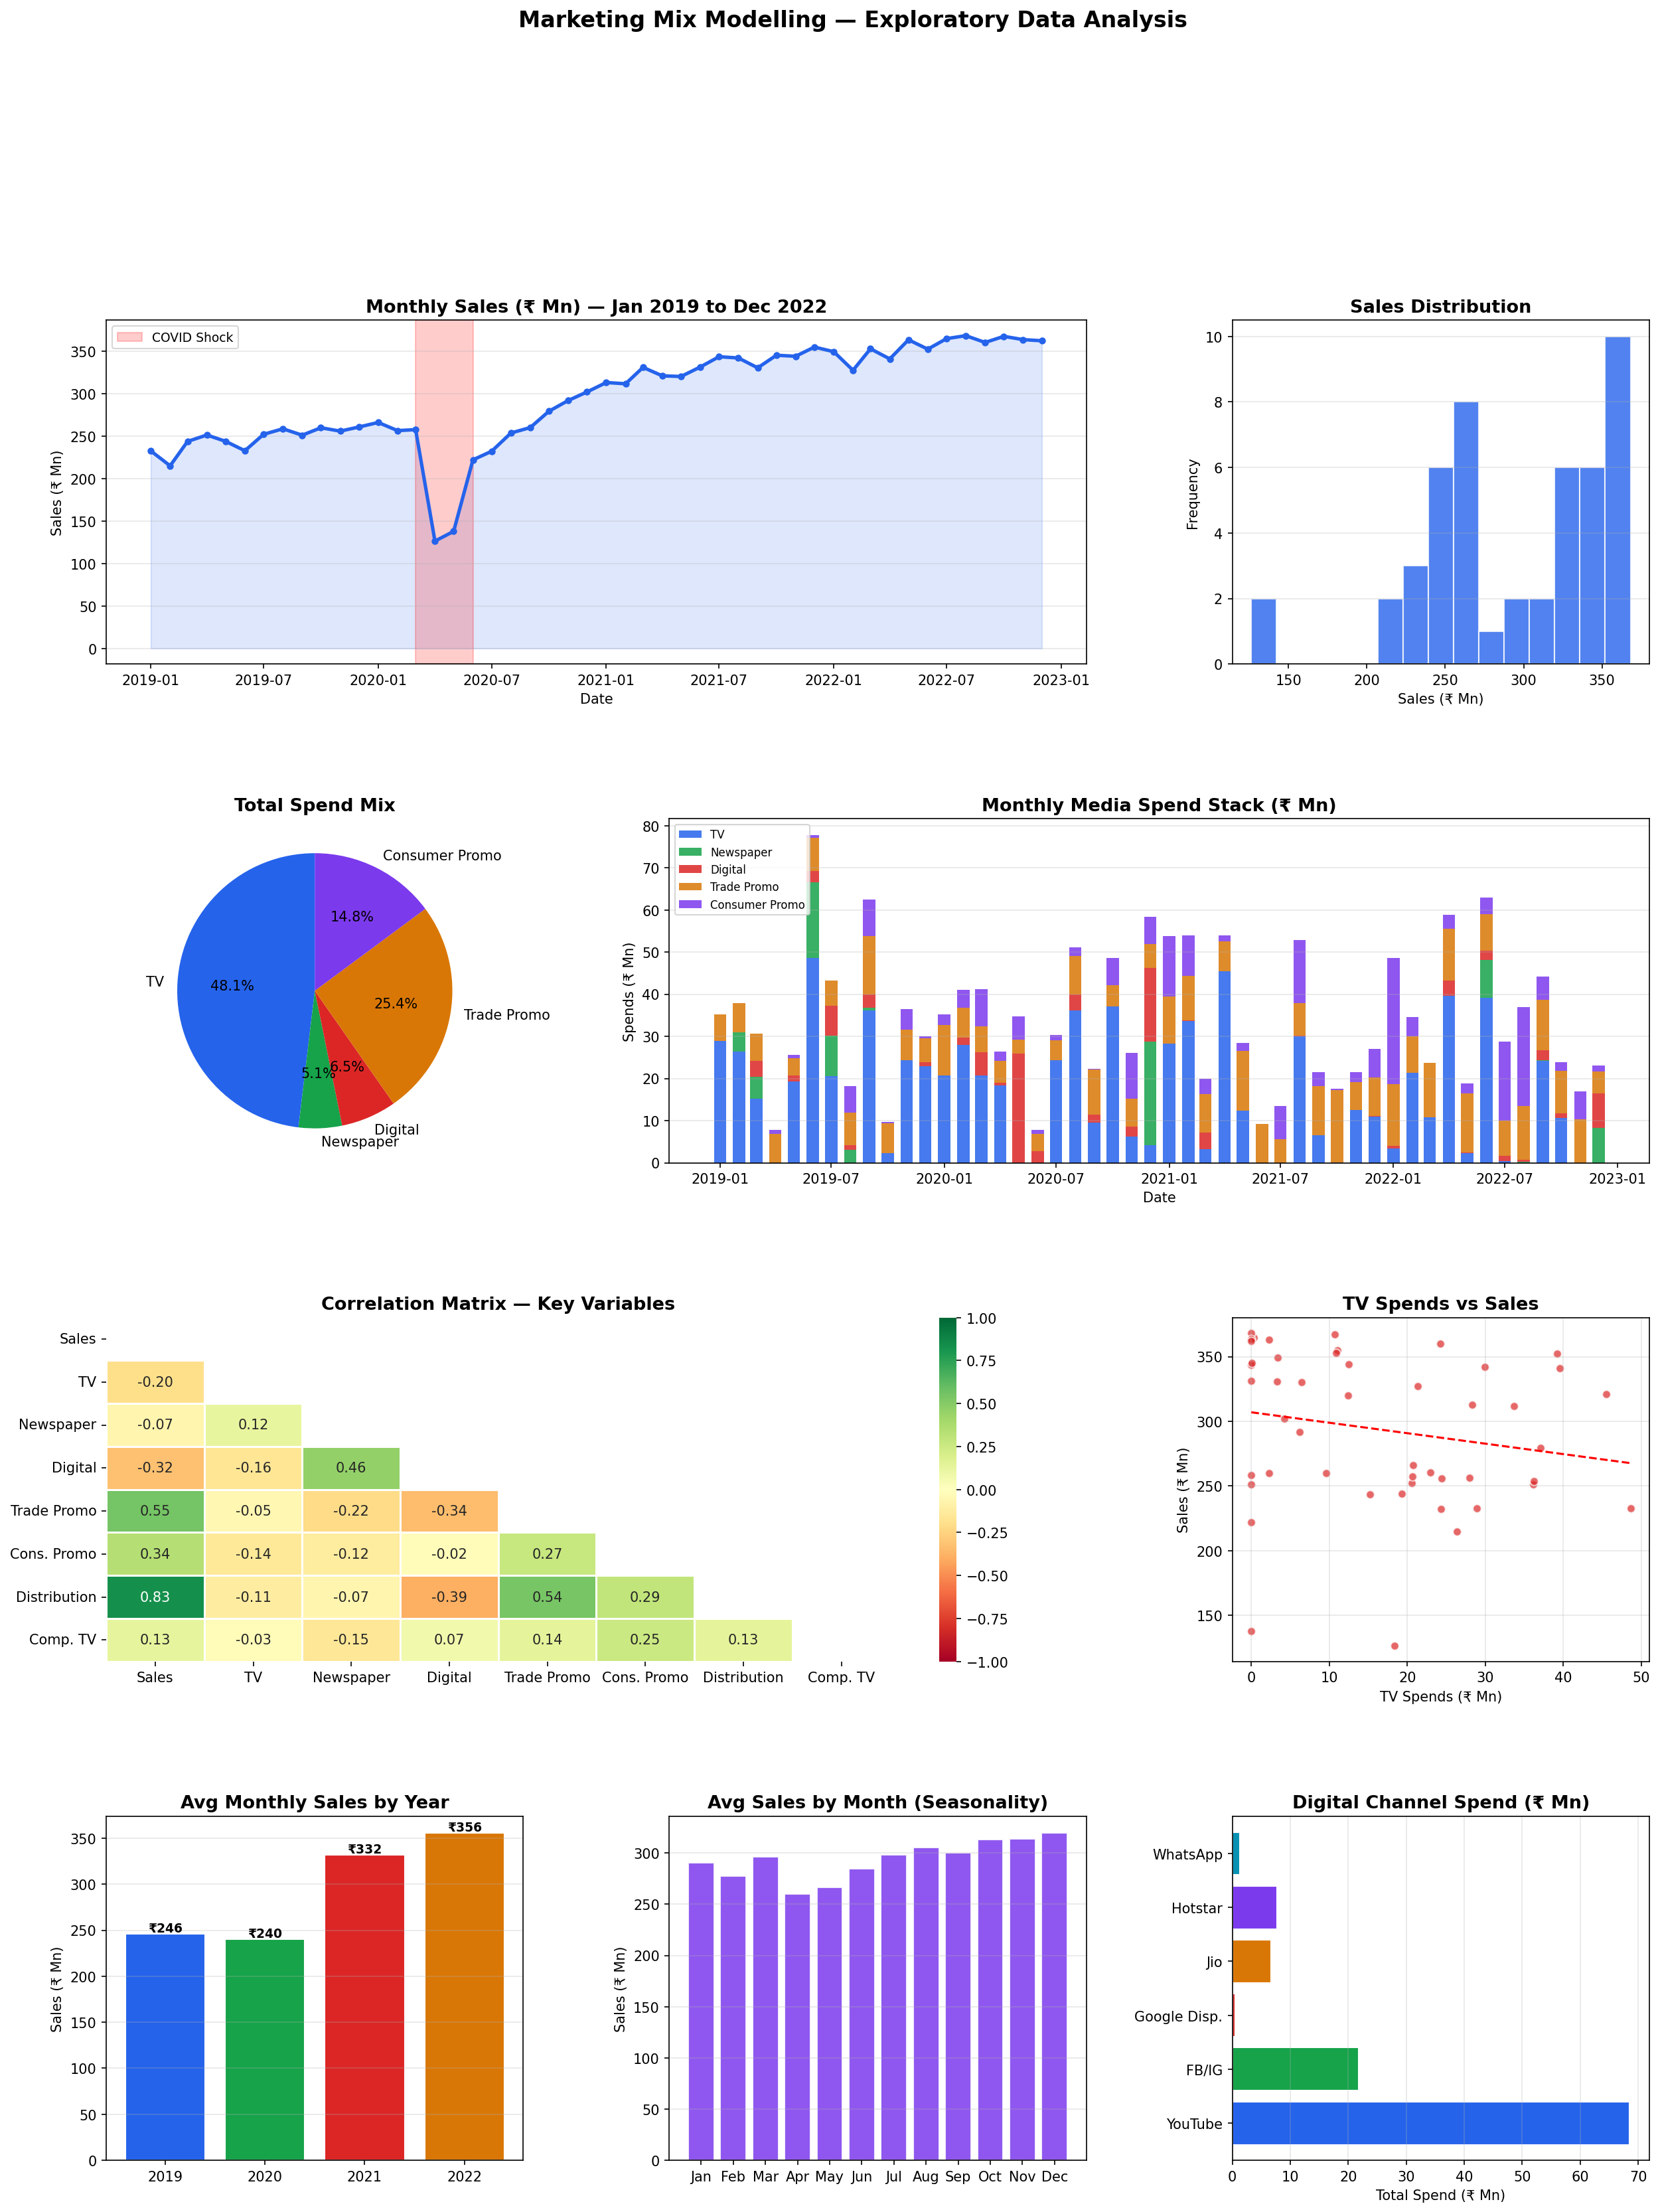 Marketing Mix Modelling — Exploratory Data Analysis
Monthly Sales (₹ Mn) — Jan 2019 to Dec 2022
COVID Shock
Sales (₹ Mn)
350
300
250
200
150
100
50
0
2019-01 2019-07 2020-01 2020-07 2021-01 2021-07 2022-01 2022-07 2023-01
Date
Sales Distribution
Frequency
10
8
6
4
2
0
150 200 250 300 350
Sales (₹ Mn)
Total Spend Mix
Consumer Promo
14.8%
TV
48.1%
25.4%
Trade Promo
5.1%
6.5%
Digital
Newspaper
Monthly Media Spend Stack (₹ Mn)
TV
Newspaper
Digital
Trade Promo
Consumer Promo
Spends (₹ Mn)
80
70
60
50
40
30
20
10
0
2019-01 2019-07 2020-01 2020-07 2021-01 2021-07 2022-01 2022-07 2023-01
Date
Correlation Matrix — Key Variables
Sales
TV -0.20
Newspaper -0.07 0.12
Digital -0.32 -0.16 0.46
Trade Promo 0.55 -0.05 -0.22 -0.34
Cons. Promo 0.34 -0.14 -0.12 -0.02 0.27
Distribution 0.83 -0.11 -0.07 -0.39 0.54 0.29
Comp. TV 0.13 -0.03 -0.15 0.07 0.14 0.25 0.13
Sales TV Newspaper Digital Trade Promo Cons. Promo Distribution Comp. TV
1.00
0.75
0.50
0.25
0.00
−0.25
−0.50
−0.75
−1.00
TV Spends vs Sales
Sales (₹ Mn)
350
300
250
200
150
0 10 20 30 40 50
TV Spends (₹ Mn)
Avg Monthly Sales by Year
Sales (₹ Mn)
350
300
250
200
150
100
50
0
₹246
₹240
₹332
₹356
2019 2020 2021 2022
Avg Sales by Month (Seasonality)
Sales (₹ Mn)
300
250
200
150
100
50
0
Jan Feb Mar Apr May Jun Jul Aug Sep Oct Nov Dec
Digital Channel Spend (₹ Mn)
WhatsApp
Hotstar
Jio
Google Disp.
FB/IG
YouTube
0 10 20 30 40 50 60 70
Total Spend (₹ Mn)